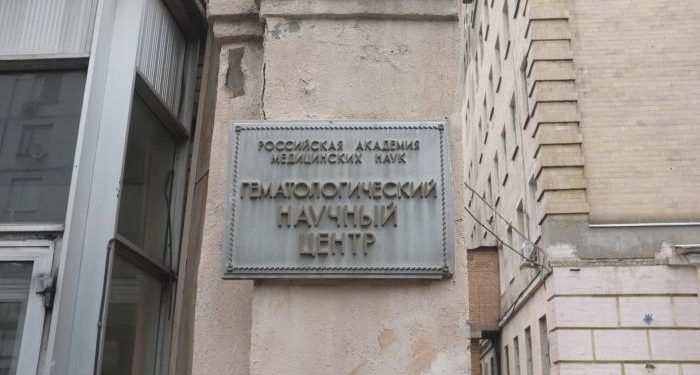 РОССИЙСКАЯ АКАДЕМИЯ
МЕДИЦИНСКИХ НАУК
ГЕМАТОЛОГИЧЕСКИЙ
НАУЧНЫЙ
ЦЕНТР